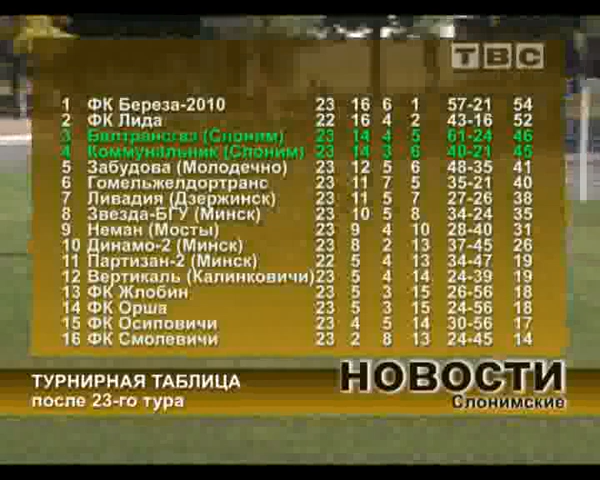 ТВС
1 ФК Береза-2010 23 16 6 1 57-21 54
2 ФК Лида 22 16 4 2 43-16 52
3 Белтрансгаз (Слоним) 23 14 4 5 61-24 46
4 Коммунальник (Слоним) 23 14 3 6 40-21 45
5 Забудова (Молодечно) 23 12 5 6 48-35 41
6 Гомельжелдортранс 23 11 7 5 35-21 40
7 Ливадия (Дзержинск) 23 11 5 7 27-26 38
8 Звезда-БГУ (Минск) 23 10 5 8 34-24 35
9 Неман (Мосты) 23 9 4 10 28-40 31
10 Динамо-2 (Минск) 23 8 2 13 37-45 26
11 Партизан-2 (Минск) 22 5 4 13 34-47 19
12 Вертикаль (Калинковичи) 23 5 4 14 24-39 19
13 ФК Жлобин 23 5 3 15 26-56 18
14 ФК Орша 23 5 3 15 24-56 18
15 ФК Осиповичи 23 4 5 14 30-56 17
16 ФК Смолевичи 23 2 8 13 24-45 14
ТУРНИРНАЯ ТАБЛИЦА
после 23-го тура
НОВОСТИ
Слонимские